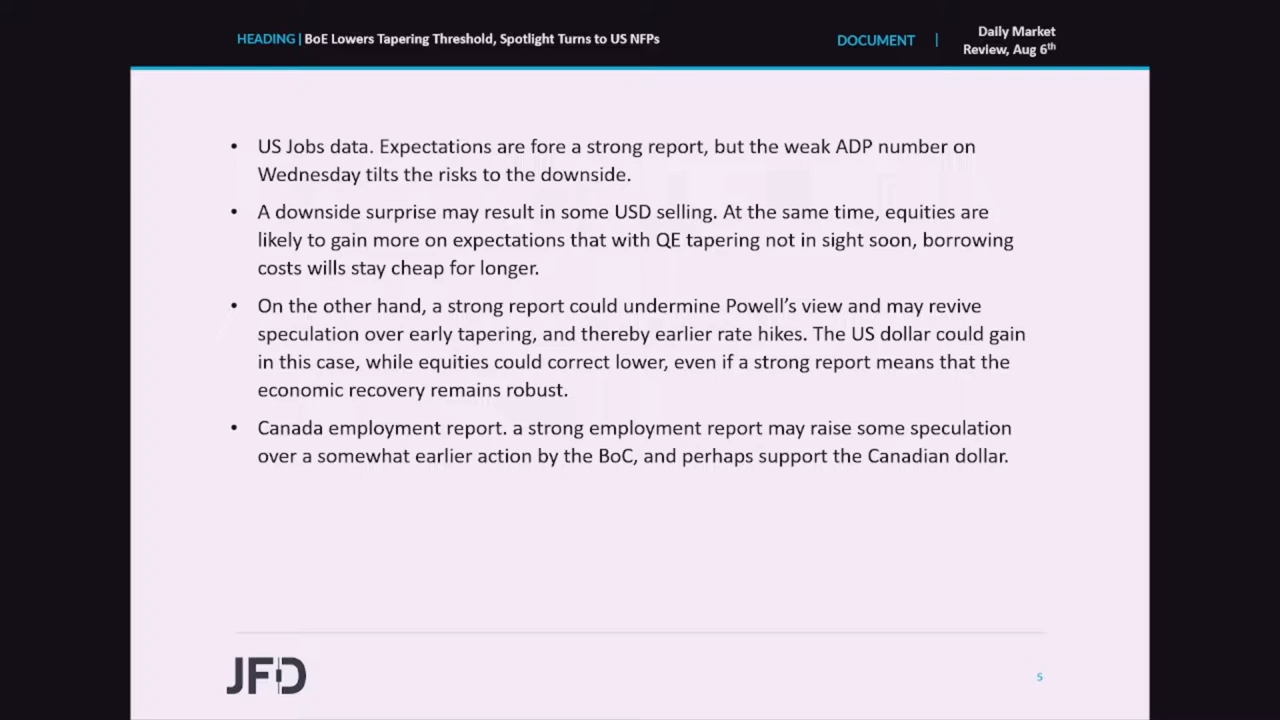 HEADING | BoE Lowers Tapering Threshold, Spotlight Turns to US NFPs
DOCUMENT |
Daily Market
Review, Aug 6th
• US Jobs data. Expectations are fore a strong report, but the weak ADP number on
Wednesday tilts the risks to the downside.
• A downside surprise may result in some USD selling. At the same time, equities are
likely to gain more on expectations that with QE tapering not in sight soon, borrowing
costs wills stay cheap for longer.
• On the other hand, a strong report could undermine Powell’s view and may revive
speculation over early tapering, and thereby earlier rate hikes. The US dollar could gain
in this case, while equities could correct lower, even if a strong report means that the
economic recovery remains robust.
• Canada employment report. a strong employment report may raise some speculation
over a somewhat earlier action by the BoC, and perhaps support the Canadian dollar.
JFD
5